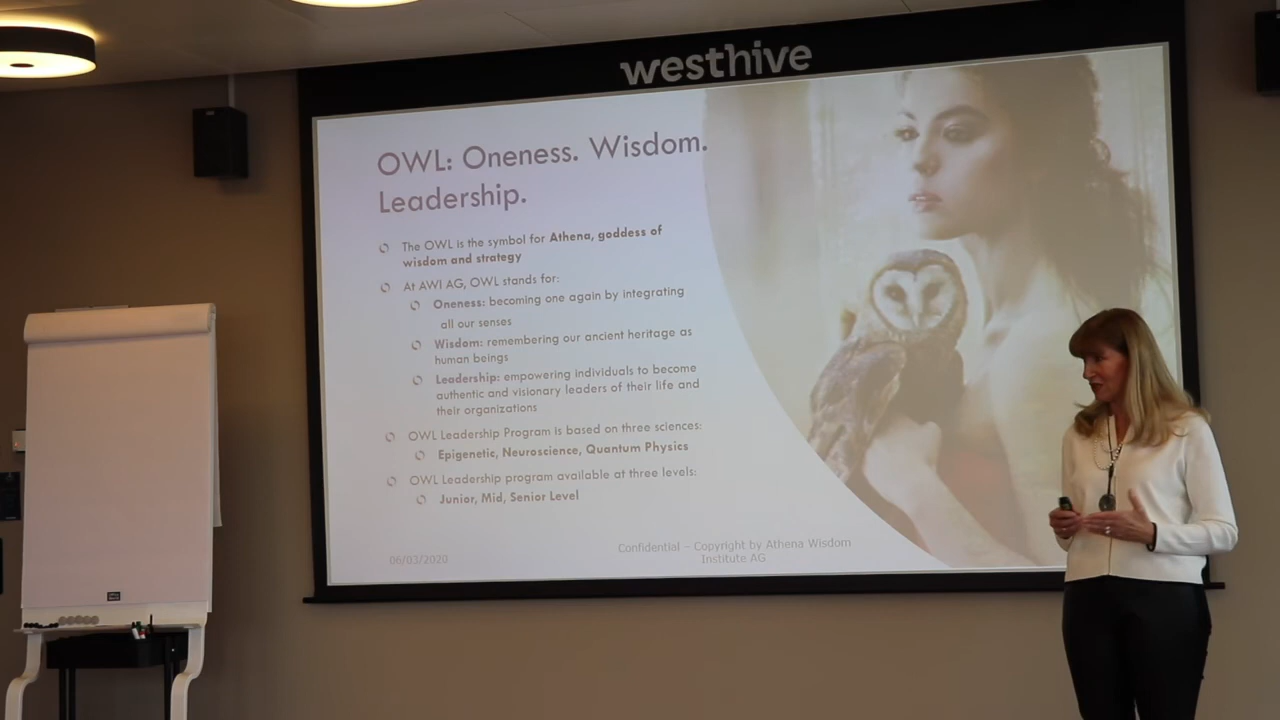 westhive
OWL: Oneness. Wisdom.
Leadership.
The OWL is the symbol for Athena, goddess of
wisdom and strategy
At AWI AG, OWL stands for:
Oneness: becoming one again by integrating
all our senses
Wisdom: remembering our ancient heritage as
human beings
Leadership: empowering individuals to become
authentic and visionary leaders of their life and
their organizations
OWL Leadership Program is based on three sciences:
Epigenetic, Neuroscience, Quantum Physics
OWL Leadership program available at three levels:
Junior, Mid, Senior Level
06/03/2020
Confidential – Copyright by Athena Wisdom
Institute AG